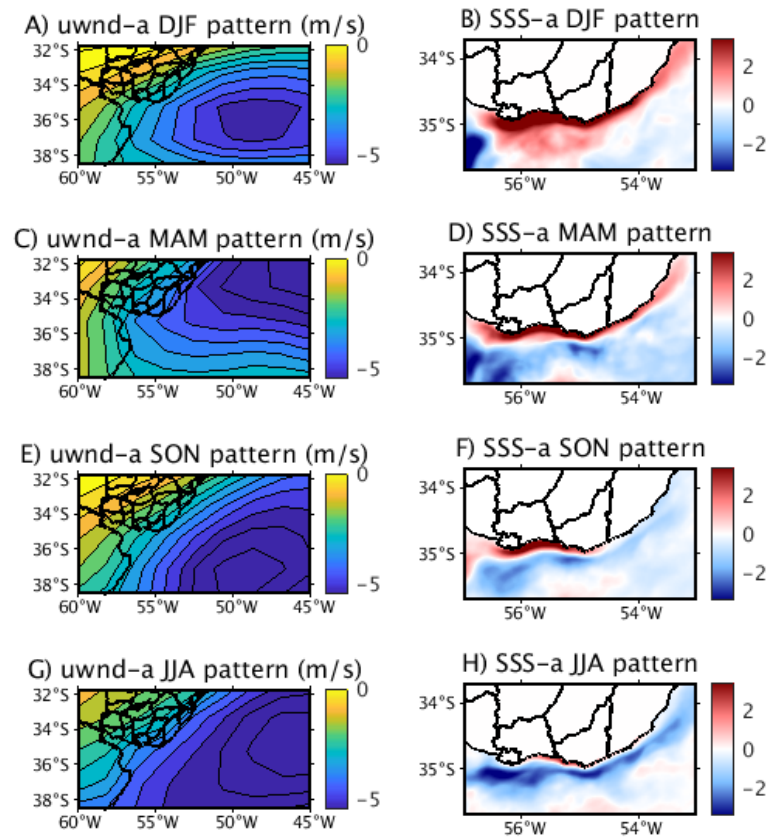 A) uwnd-a DJF pattern (m/s)
32°S
34°S
36°S
38°S
60°W 55°W 50°W 45°W
0
−5
B) SSS-a DJF pattern
34°S
35°S
56°W 54°W
2
0
−2
C) uwnd-a MAM pattern (m/s)
32°S
34°S
36°S
38°S
60°W 55°W 50°W 45°W
0
−5
D) SSS-a MAM pattern
34°S
35°S
56°W 54°W
2
0
−2
E) uwnd-a SON pattern (m/s)
32°S
34°S
36°S
38°S
60°W 55°W 50°W 45°W
0
−5
F) SSS-a SON pattern
34°S
35°S
56°W 54°W
2
0
−2
G) uwnd-a JJA pattern (m/s)
32°S
34°S
36°S
38°S
60°W 55°W 50°W 45°W
0
−5
H) SSS-a JJA pattern
34°S
35°S
56°W 54°W
2
0
−2